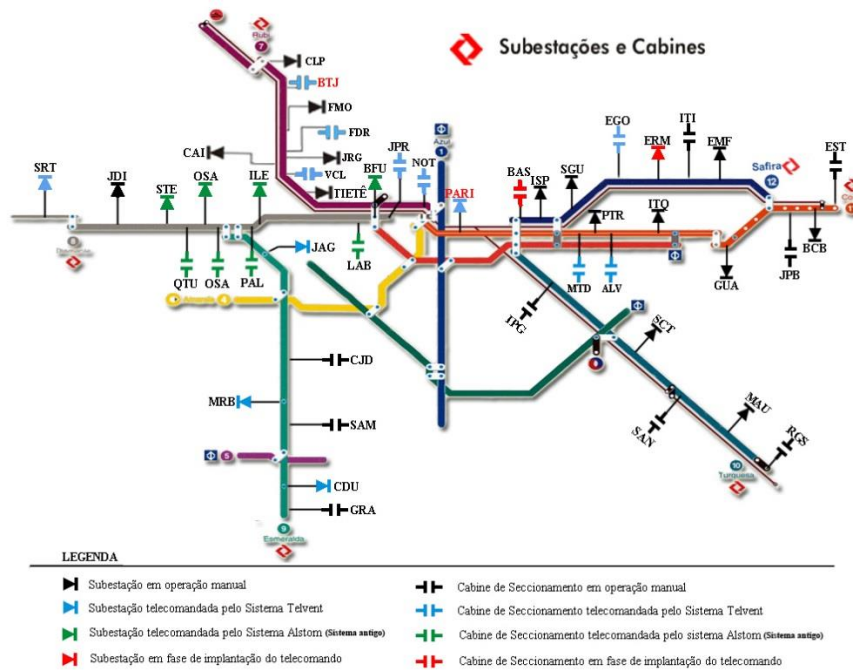 Subestações e Cabines
Rubi
7
CLP
BTJ
FMO
FDR
CAI
JRG
VCL
TIETÊ
BFU
JPR
NOT
Azul
1
PARI
BAS
ISP
SGU
EGO
ERM
ITI
EMF
Safira
12
EST
SRT
JDI
STE
OSA
ILE
PTR
ITQ
8
Diamante
QTU
OSA
PAL
JAG
LAB
MTD
ALV
GUA
JPB
BCB
Amarela
4
IPG
SCT
CJD
MRB
SAM
SAN
MAU
RGS
5
CDU
GRA
10
Turquesa
9
Esmeralda
LEGENDA
Subestação em operação manual
Subestação telecomandada pelo Sistema Telvent
Subestação telecomandada pelo Sistema Alstom (Sistema antigo)
Subestação em fase de implantação do telecomando
Cabine de Seccionamento em operação manual
Cabine de Seccionamento telecomandada pelo Sistema Telvent
Cabine de Seccionamento telecomandada pelo sistema Alstom (Sistema antigo)
Cabine de Seccionamento em fase de implantação do telecomando